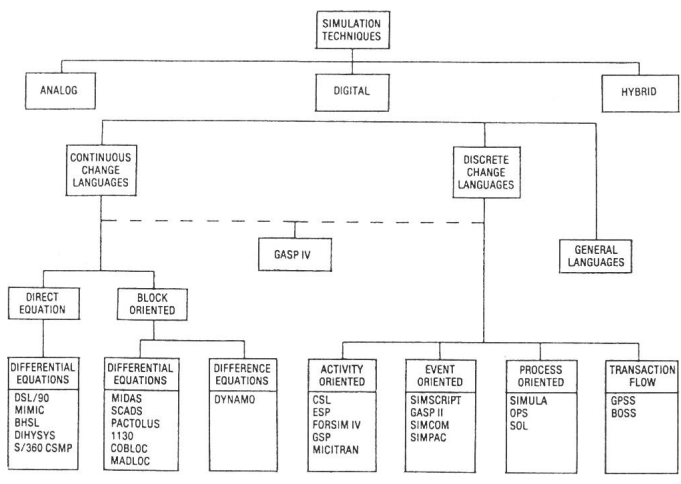 SIMULATION
TECHNIQUES
ANALOG
DIGITAL
HYBRID
CONTINUOUS
CHANGE
LANGUAGES
DISCRETE
CHANGE
LANGUAGES
GASP IV
GENERAL
LANGUAGES
DIRECT
EQUATION
BLOCK
ORIENTED
DIFFERENTIAL
EQUATIONS
DSL/90
MIMIC
BHSL
DIHYSYS
S/360 CSMP
DIFFERENTIAL
EQUATIONS
MIDAS
SCADS
PACTOLUS
1130
COBLOC
MADLOC
DIFFERENCE
EQUATIONS
DYNAMO
ACTIVITY
ORIENTED
CSL
ESP
FORSIM IV
GSP
MICITRAN
EVENT
ORIENTED
SIMSCRIPT
GASP II
SIMCOM
SIMPAC
PROCESS
ORIENTED
SIMULA
OPS
SOL
TRANSACTION
FLOW
GPSS
BOSS